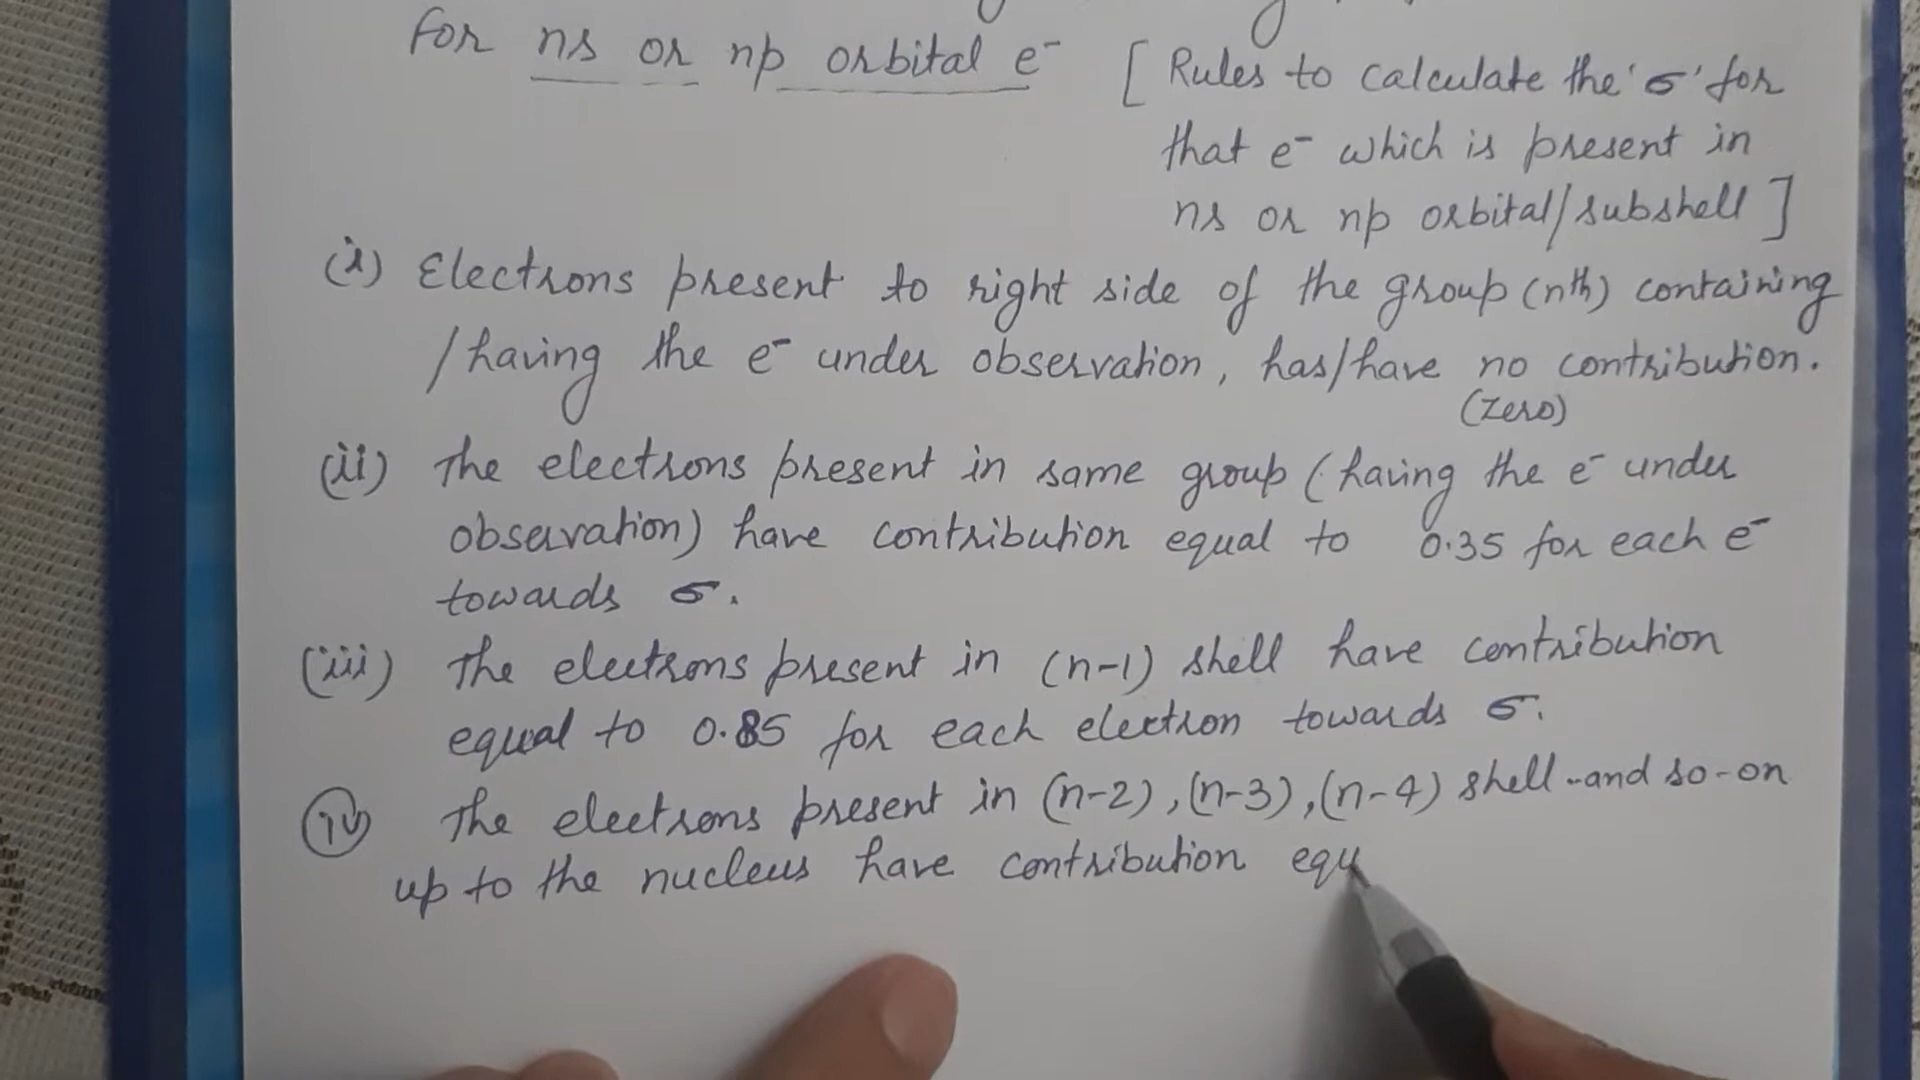 For ns or np orbital e⁻ [ Rules to calculate the 'σ' for
that e⁻ which is present in
ns or np orbital/subshell ]
(i) Electrons present to right side of the group (nth) containing
/having the e⁻ under observation, has/have no contribution.
(zero)
(ii) The electrons present in same group (having the e⁻ under
observation) have contribution equal to 0.35 for each e⁻
towards σ.
(iii) The electrons present in (n-1) shell have contribution
equal to 0.85 for each electron towards σ.
(iv) The electrons present in (n-2), (n-3), (n-4) shell -and so-on
up to the nucleus have contribution equ